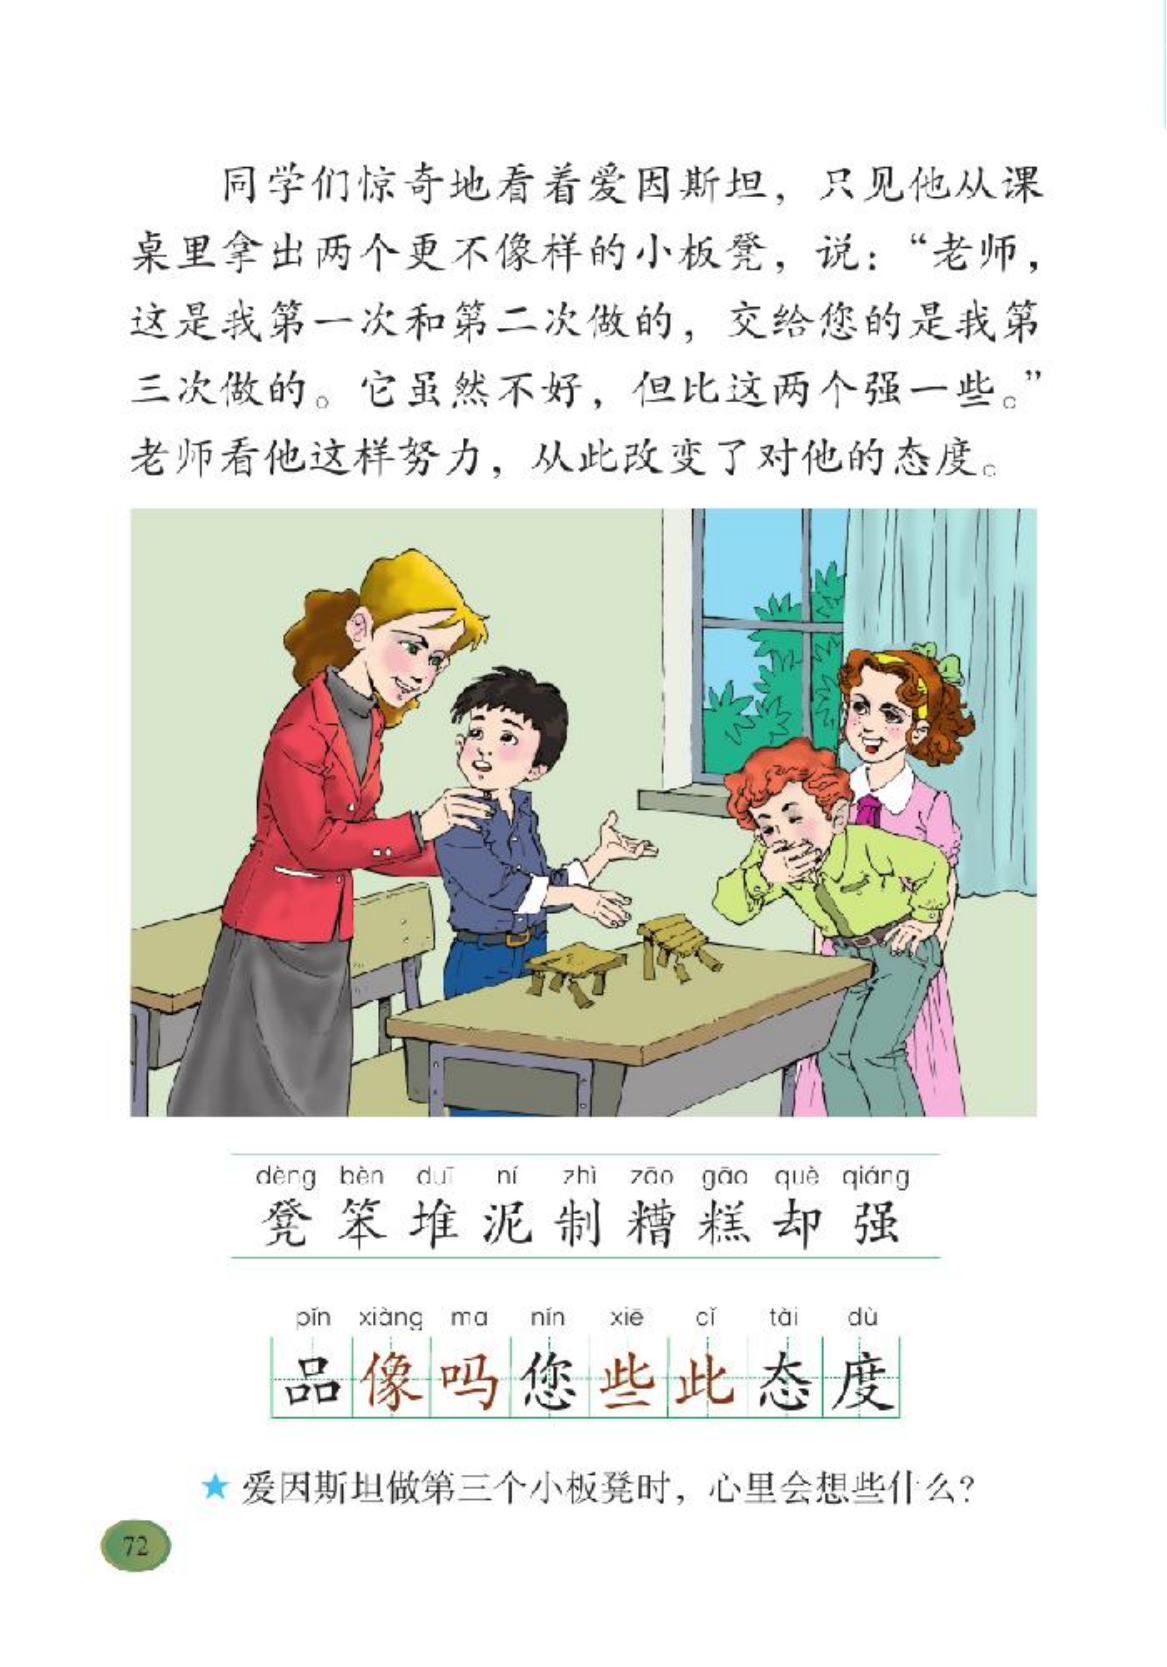 同学们惊奇地看着爱因斯坦，只见他从课
桌里拿出两个更不像样的小板凳，说：“老师，
这是我第一次和第二次做的，交给您的是我第
三次做的。它虽然不好，但比这两个强一些。”
老师看他这样努力，从此改变了对他的态度。
dèng bèn duī ní zhì zāo gāo què qiáng
凳 笨 堆 泥 制 糟 糕 却 强
pǐn xiàng ma nín xiē cǐ tài dù
品 像 吗 您 些 此 态 度
★ 爱因斯坦做第三个小板凳时，心里会想些什么？
72